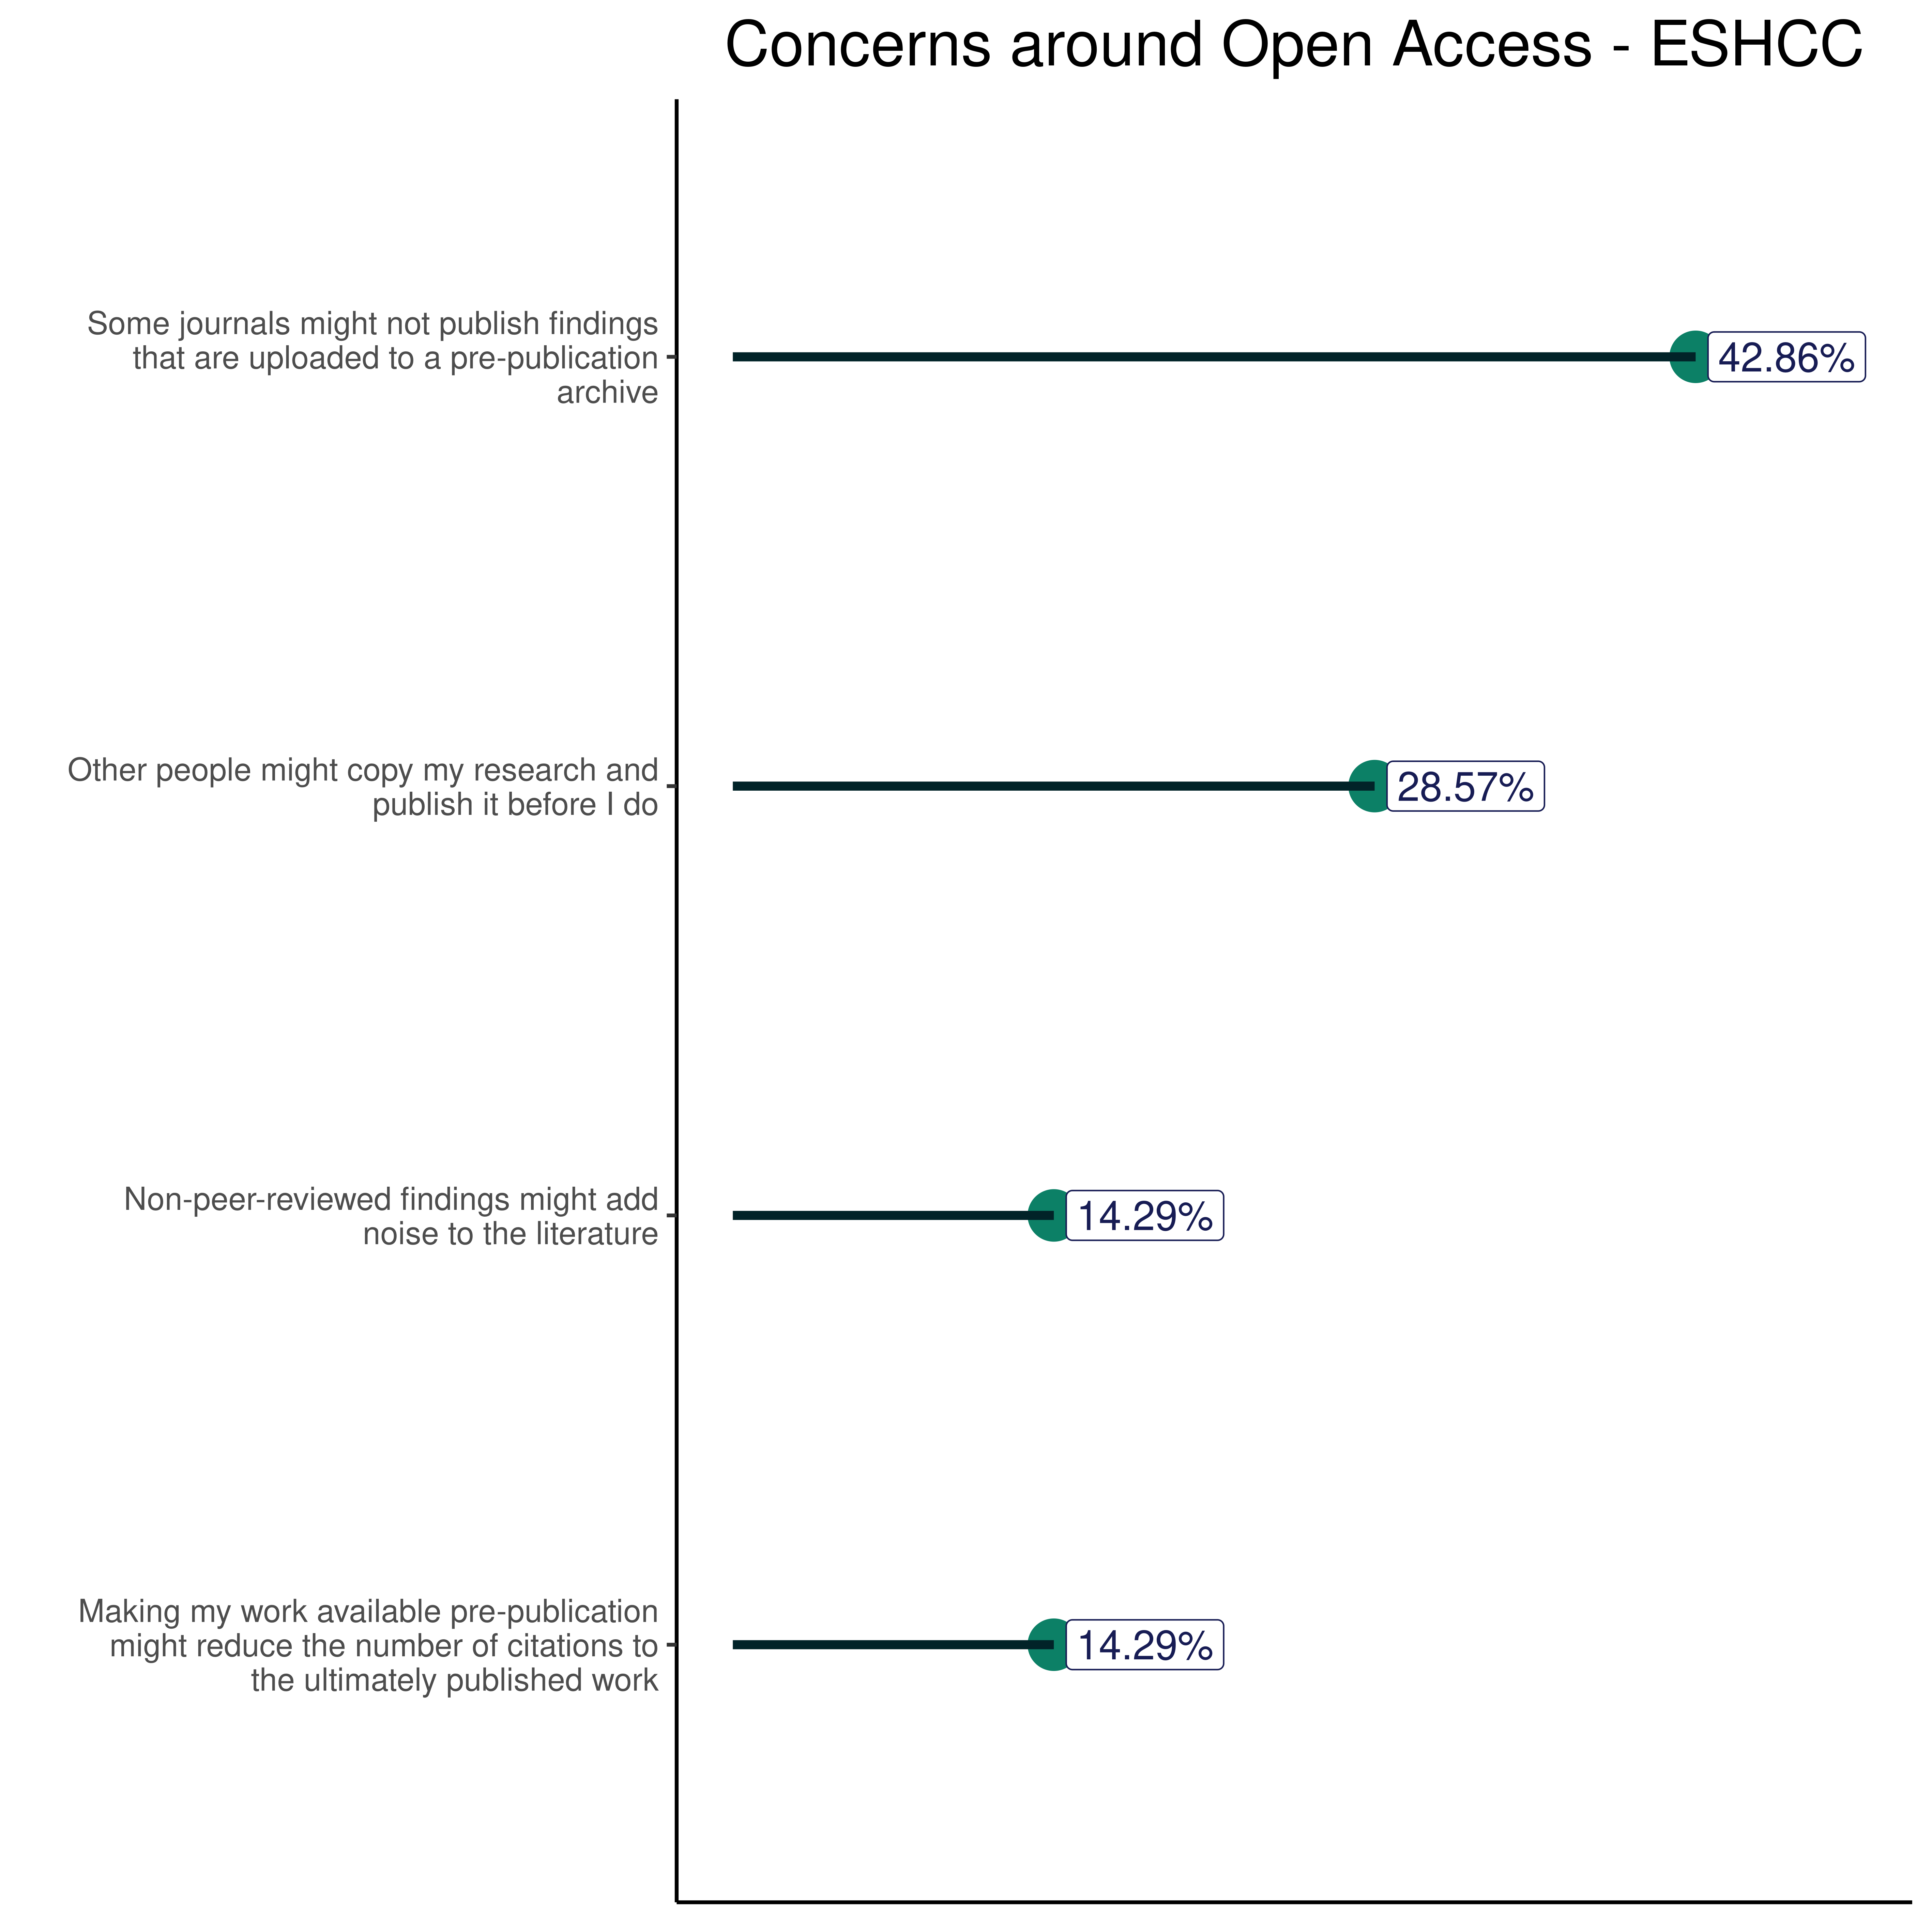 Concerns around Open Access - ESHCC
Some journals might not publish findings
that are uploaded to a pre-publication
archive
42.86%
Other people might copy my research and
publish it before I do
28.57%
Non-peer-reviewed findings might add
noise to the literature
14.29%
Making my work available pre-publication
might reduce the number of citations to
the ultimately published work
14.29%